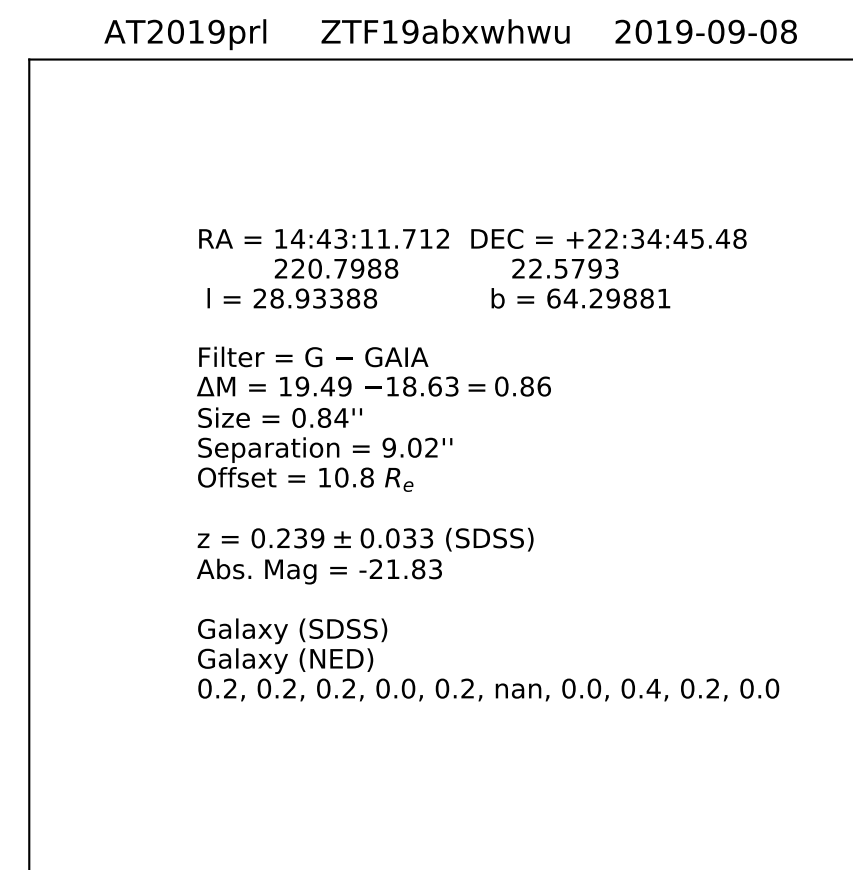 AT2019prl ZTF19abxwhwu 2019-09-08
RA = 14:43:11.712 DEC = +22:34:45.48
220.7988 22.5793
l = 28.93388 b = 64.29881
Filter = G − GAIA
ΔM = 19.49 −18.63 = 0.86
Size = 0.84''
Separation = 9.02''
Offset = 10.8 Rₑ
z = 0.239 ± 0.033 (SDSS)
Abs. Mag = -21.83
Galaxy (SDSS)
Galaxy (NED)
0.2, 0.2, 0.2, 0.0, 0.2, nan, 0.0, 0.4, 0.2, 0.0